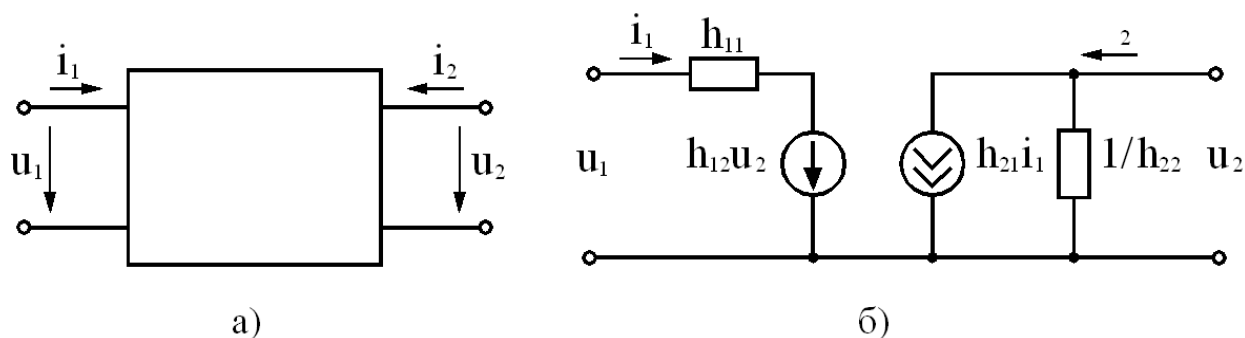 i₁
i₂
u₁
u₂
a)
i₁
h₁₁
₂
u₁
h₁₂u₂
h₂₁i₁
1/h₂₂
u₂
б)